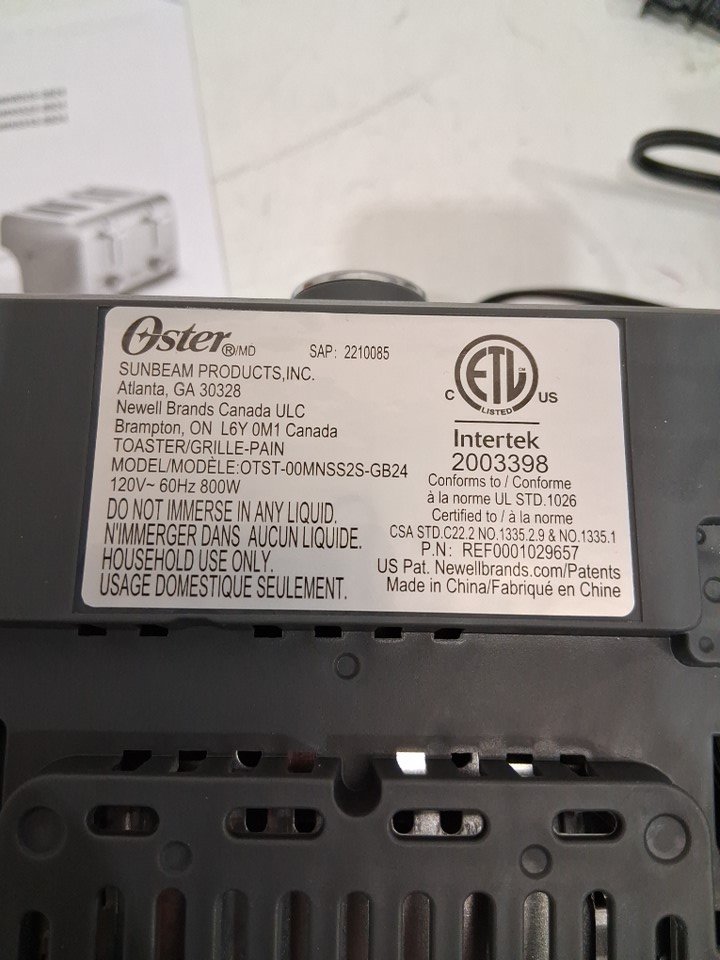 Oster®/MD
SAP: 2210085
SUNBEAM PRODUCTS,INC.
Atlanta, GA 30328
Newell Brands Canada ULC
Brampton, ON L6Y 0M1 Canada
TOASTER/GRILLE-PAIN
MODEL/MODÈLE:OTST-00MNSS2S-GB24
120V~ 60Hz 800W
DO NOT IMMERSE IN ANY LIQUID.
N'IMMERGER DANS AUCUN LIQUIDE.
HOUSEHOLD USE ONLY.
USAGE DOMESTIQUE SEULEMENT.
ETL
CM
LISTED
C US
Intertek
2003398
Conforms to / Conforme
à la norme UL STD.1026
Certified to / à la norme
CSA STD.C22.2 NO.1335.2.9 & NO.1335.1
P.N: REF0001029657
US Pat. Newellbrands.com/Patents
Made in China/Fabriqué en Chine